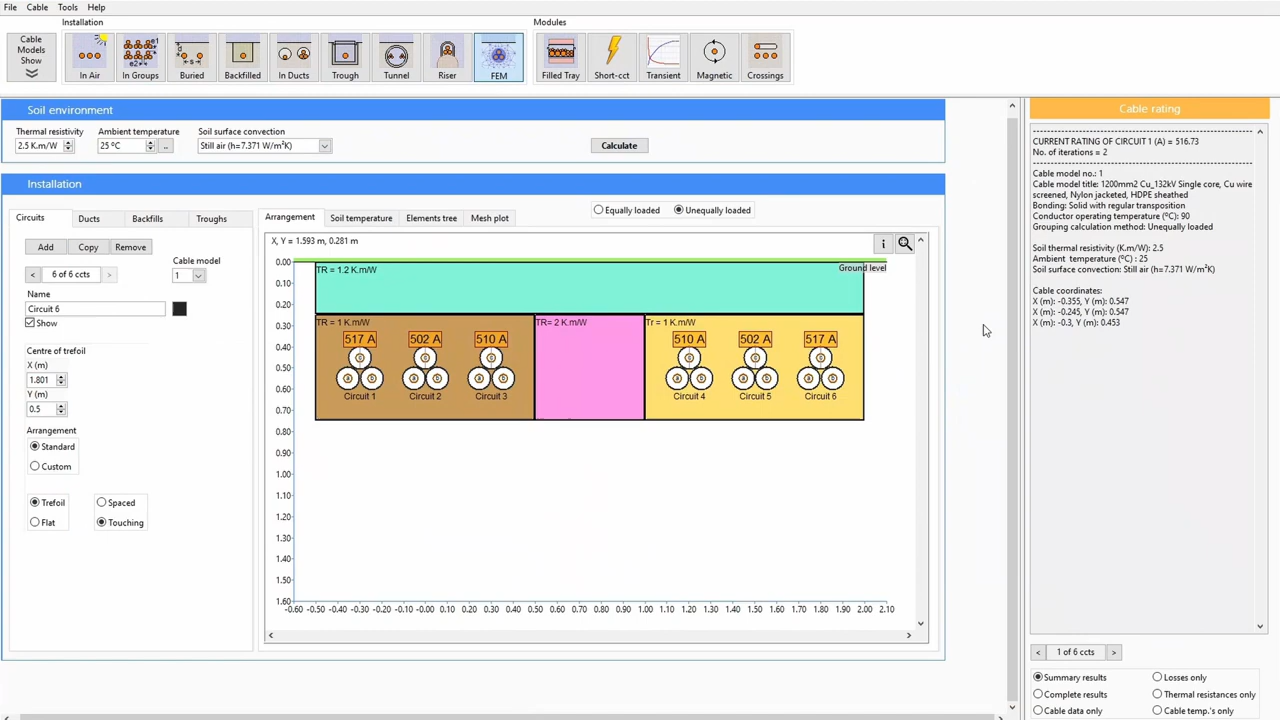 File Cable Tools Help
Installation
Modules
Cable
Models
Show
In Air
In Groups
Buried
Backfilled
In Ducts
Trough
Tunnel
Riser
FEM
Filled Tray
Short-cct
Transient
Magnetic
Crossings
Soil environment
Thermal resistivity
Ambient temperature
Soil surface convection
2.5 K.m/W
25 ºC
..
Still air (h=7.371 W/m²K)
Calculate
Installation
Circuits Ducts Backfills Troughs
Add Copy Remove
Cable model
< 6 of 6 ccts >
1
Name
Circuit 6
Show
Centre of trefoil
X (m)
1.801
Y (m)
0.5
Arrangement
Standard
Custom
Trefoil
Flat
Spaced
Touching
Arrangement Soil temperature Elements tree Mesh plot
Equally loaded Unequally loaded
X, Y = 1.593 m, 0.281 m
i
Ground level
TR = 1.2 K.m/W
TR = 1 K.m/W
TR= 2 K.m/W
Tr = 1 K.m/W
517 A 502 A 510 A 510 A 502 A 517 A
Circuit 1 Circuit 2 Circuit 3 Circuit 4 Circuit 5 Circuit 6
0.00
0.10
0.20
0.30
0.40
0.50
0.60
0.70
0.80
0.90
1.00
1.10
1.20
1.30
1.40
1.50
1.60
-0.60 -0.50 -0.40 -0.30 -0.20 -0.10 -0.00 0.10 0.20 0.30 0.40 0.50 0.60 0.70 0.80 0.90 1.00 1.10 1.20 1.30 1.40 1.50 1.60 1.70 1.80 1.90 2.00 2.10
Cable rating
CURRENT RATING OF CIRCUIT 1 (A) = 516.73
No. of iterations = 2
Cable model no.: 1
Cable model title: 1200mm2 Cu_132kV Single core, Cu wire
screened, Nylon jacketed, HDPE sheathed
Bonding: Solid with regular transposition
Conductor operating temperature (ºC): 90
Grouping calculation method: Unequally loaded
Soil thermal resistivity (K.m/W): 2.5
Ambient temperature (ºC) : 25
Soil surface convection: Still air (h=7.371 W/m²K)
Cable coordinates:
X (m): -0.355, Y (m): 0.547
X (m): -0.245, Y (m): 0.547
X (m): -0.3, Y (m): 0.453
< 1 of 6 ccts >
Summary results
Losses only
Complete results
Thermal resistances only
Cable data only
Cable temp.'s only